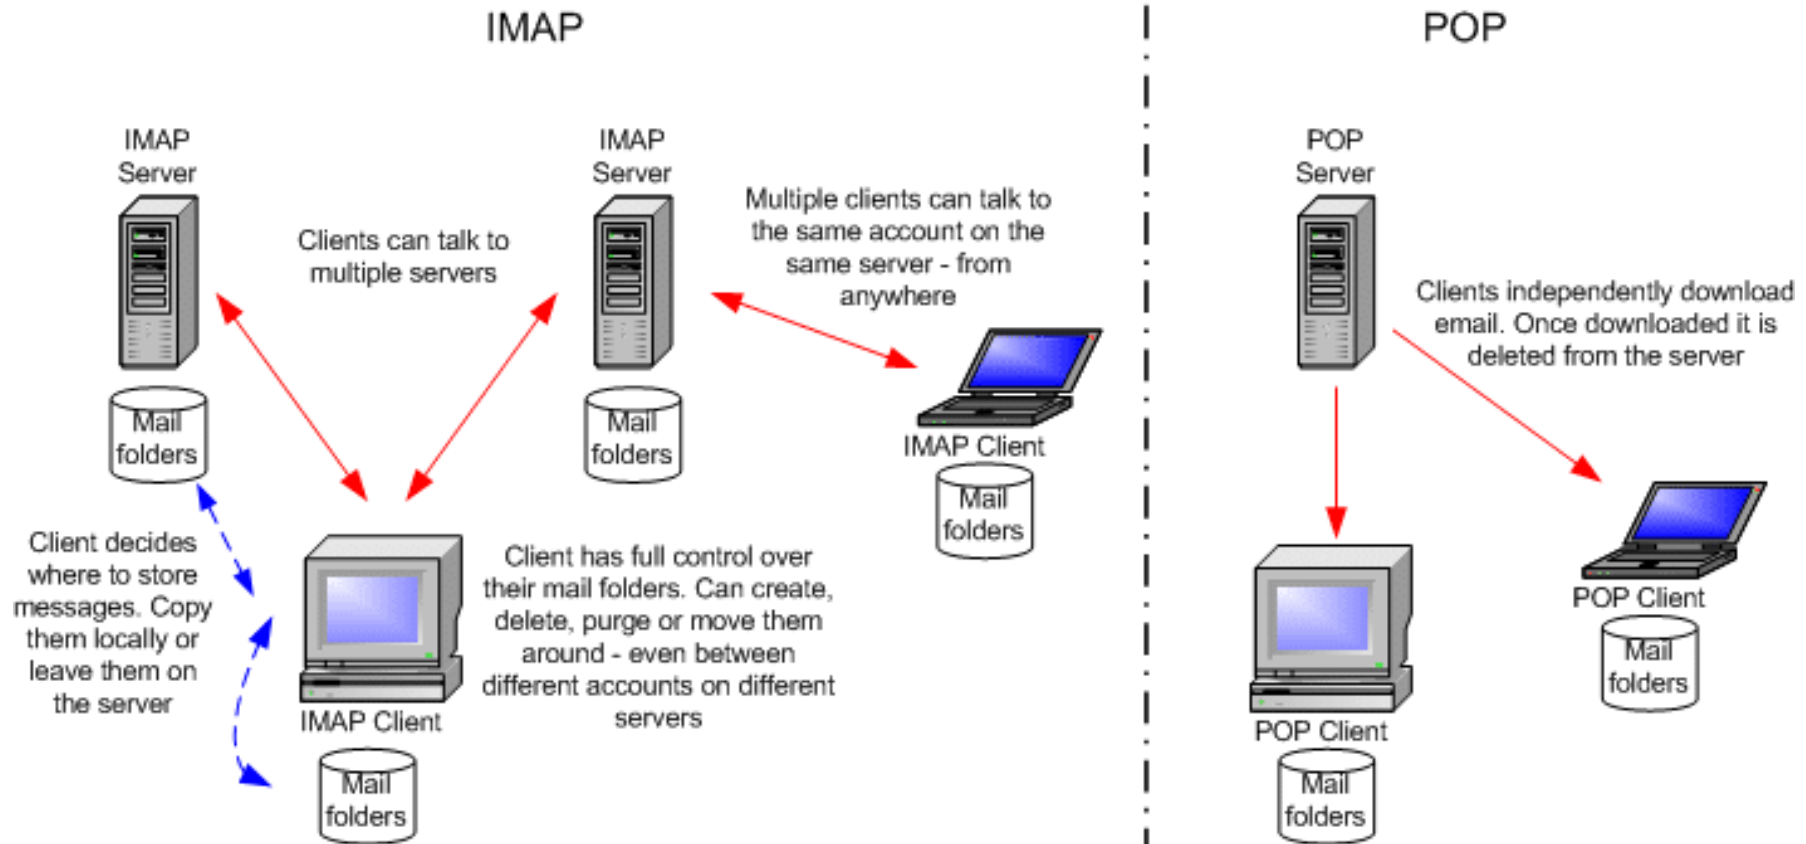 IMAP
POP
IMAP
Server
IMAP
Server
Clients can talk to
multiple servers
Multiple clients can talk to
the same account on the
same server - from
anywhere
Mail
folders
Mail
folders
IMAP Client
Mail
folders
Client decides
where to store
messages. Copy
them locally or
leave them on
the server
Client has full control over
their mail folders. Can create,
delete, purge or move them
around - even between
different accounts on different
servers
IMAP Client
Mail
folders
POP
Server
Clients independently download
email. Once downloaded it is
deleted from the server
POP Client
Mail
folders
POP Client
Mail
folders